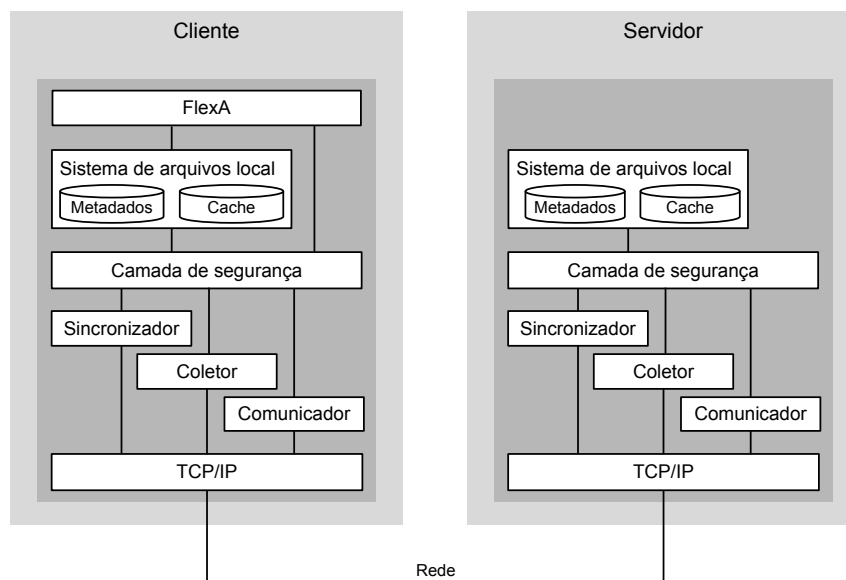 Cliente
FlexA
Sistema de arquivos local
Metadados
Cache
Camada de segurança
Sincronizador
Coletor
Comunicador
TCP/IP
Servidor
Sistema de arquivos local
Metadados
Cache
Camada de segurança
Sincronizador
Coletor
Comunicador
TCP/IP
Rede